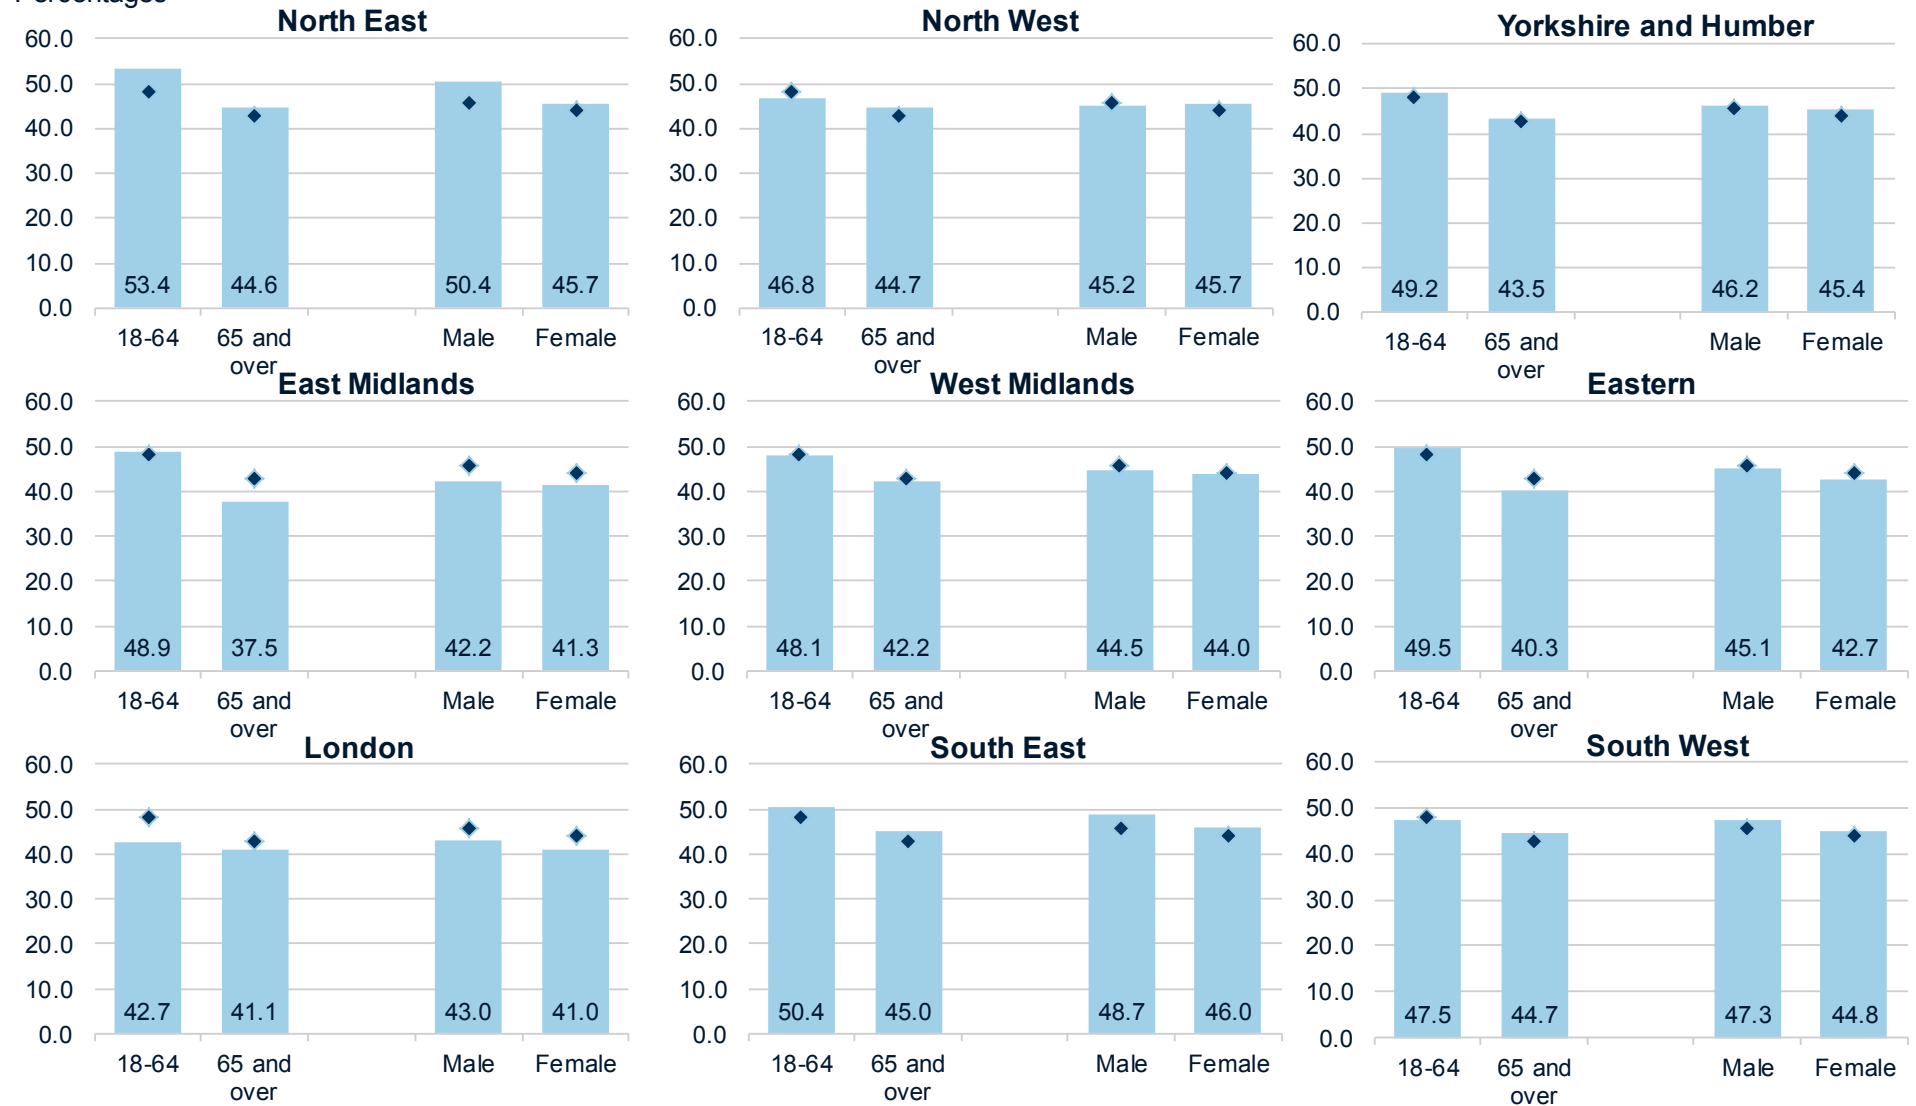 Percentages
North East
60.0
50.0
40.0
30.0
20.0
10.0
0.0
53.4 44.6 50.4 45.7
18-64 65 and over Male Female
North West
60.0
50.0
40.0
30.0
20.0
10.0
0.0
46.8 44.7 45.2 45.7
18-64 65 and over Male Female
Yorkshire and Humber
60.0
50.0
40.0
30.0
20.0
10.0
0.0
49.2 43.5 46.2 45.4
18-64 65 and over Male Female
East Midlands
60.0
50.0
40.0
30.0
20.0
10.0
0.0
48.9 37.5 42.2 41.3
18-64 65 and over Male Female
West Midlands
60.0
50.0
40.0
30.0
20.0
10.0
0.0
48.1 42.2 44.5 44.0
18-64 65 and over Male Female
Eastern
60.0
50.0
40.0
30.0
20.0
10.0
0.0
49.5 40.3 45.1 42.7
18-64 65 and over Male Female
London
60.0
50.0
40.0
30.0
20.0
10.0
0.0
42.7 41.1 43.0 41.0
18-64 65 and over Male Female
South East
60.0
50.0
40.0
30.0
20.0
10.0
0.0
50.4 45.0 48.7 46.0
18-64 65 and over Male Female
South West
60.0
50.0
40.0
30.0
20.0
10.0
0.0
47.5 44.7 47.3 44.8
18-64 65 and over Male Female